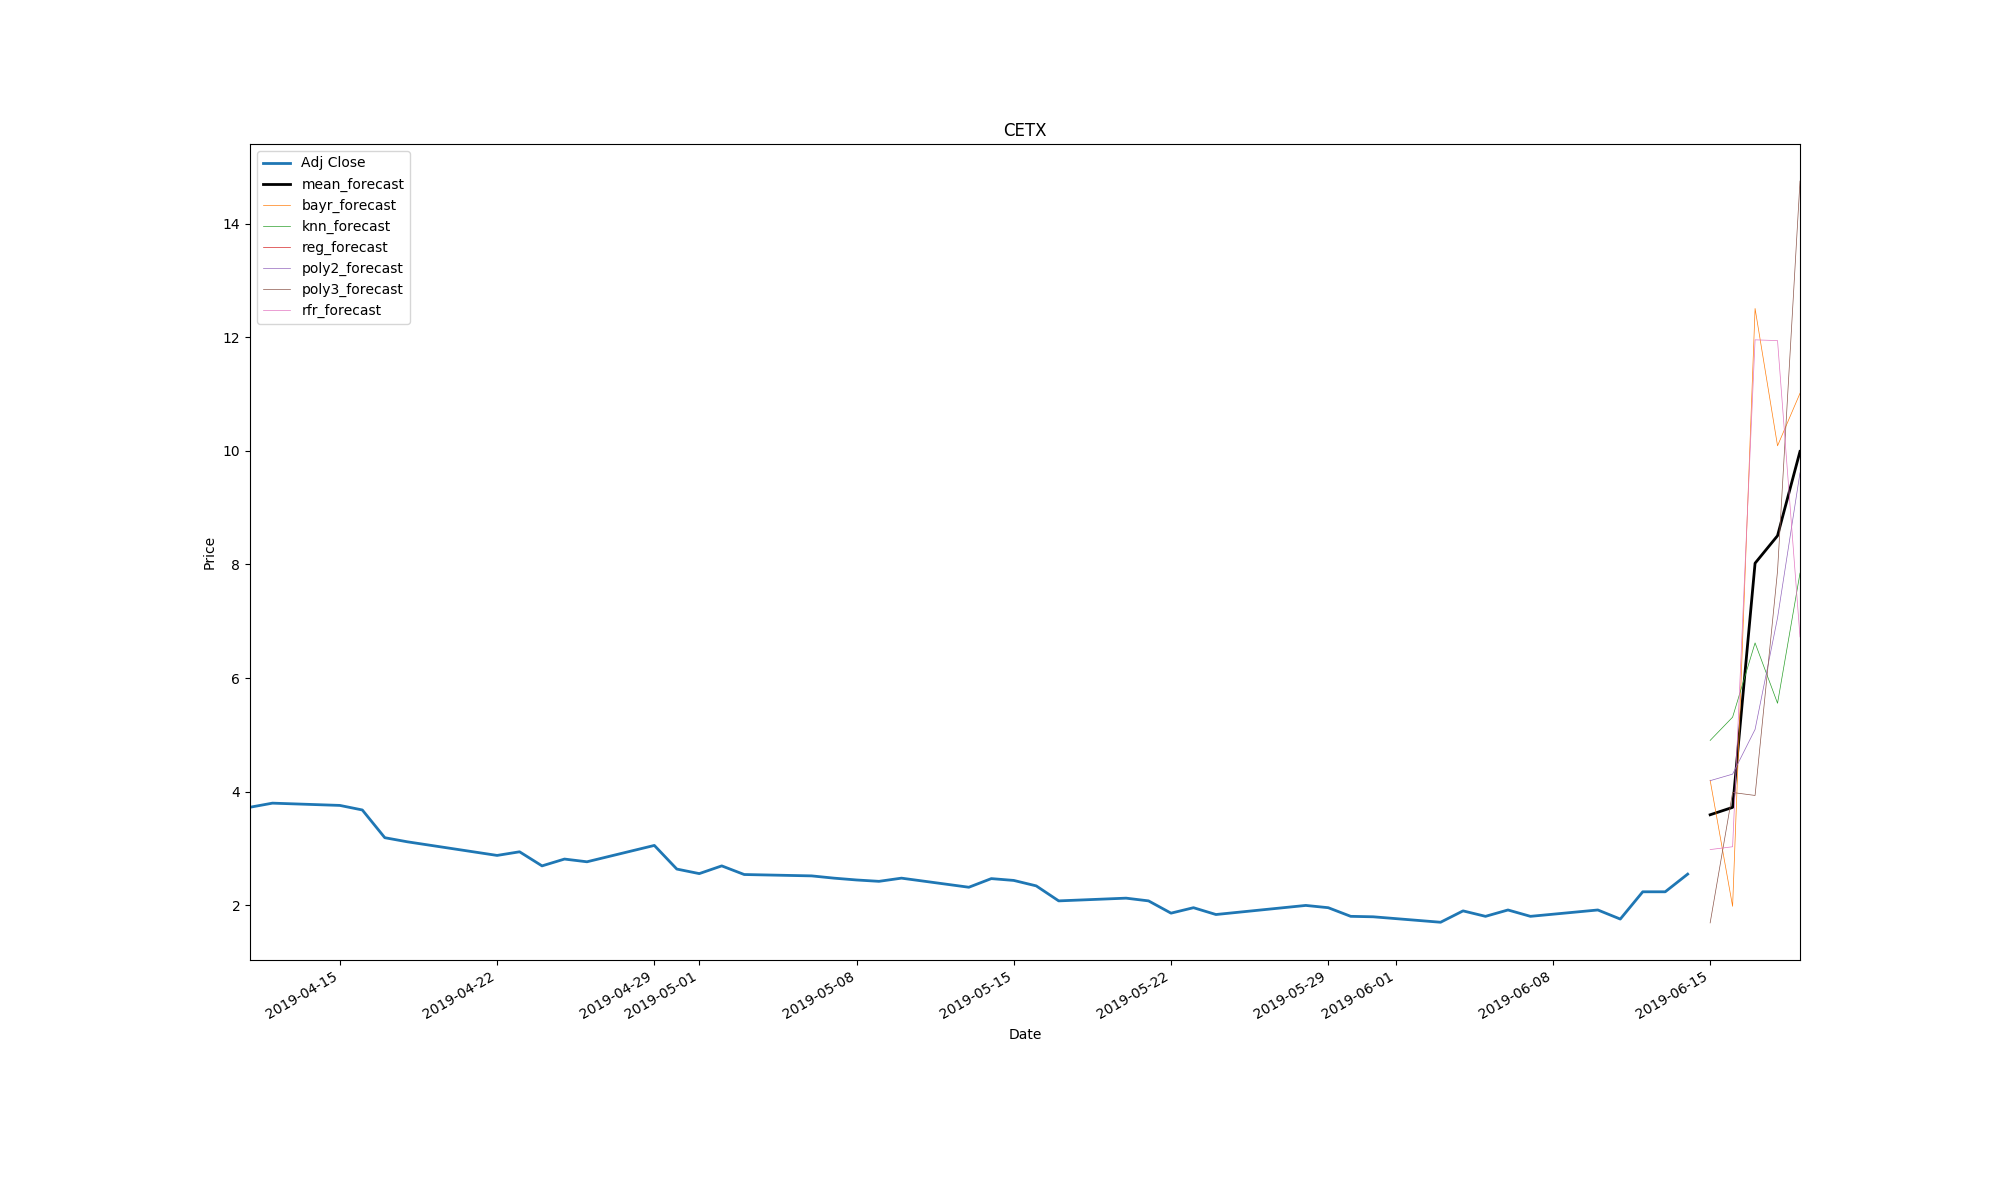 CETX
Adj Close
mean_forecast
bayr_forecast
knn_forecast
reg_forecast
poly2_forecast
poly3_forecast
rfr_forecast
14
12
10
8
6
4
2
Price
2019-04-15
2019-04-22
2019-04-29
2019-05-01
2019-05-08
2019-05-15
2019-05-22
2019-05-29
2019-06-01
2019-06-08
2019-06-15
Date